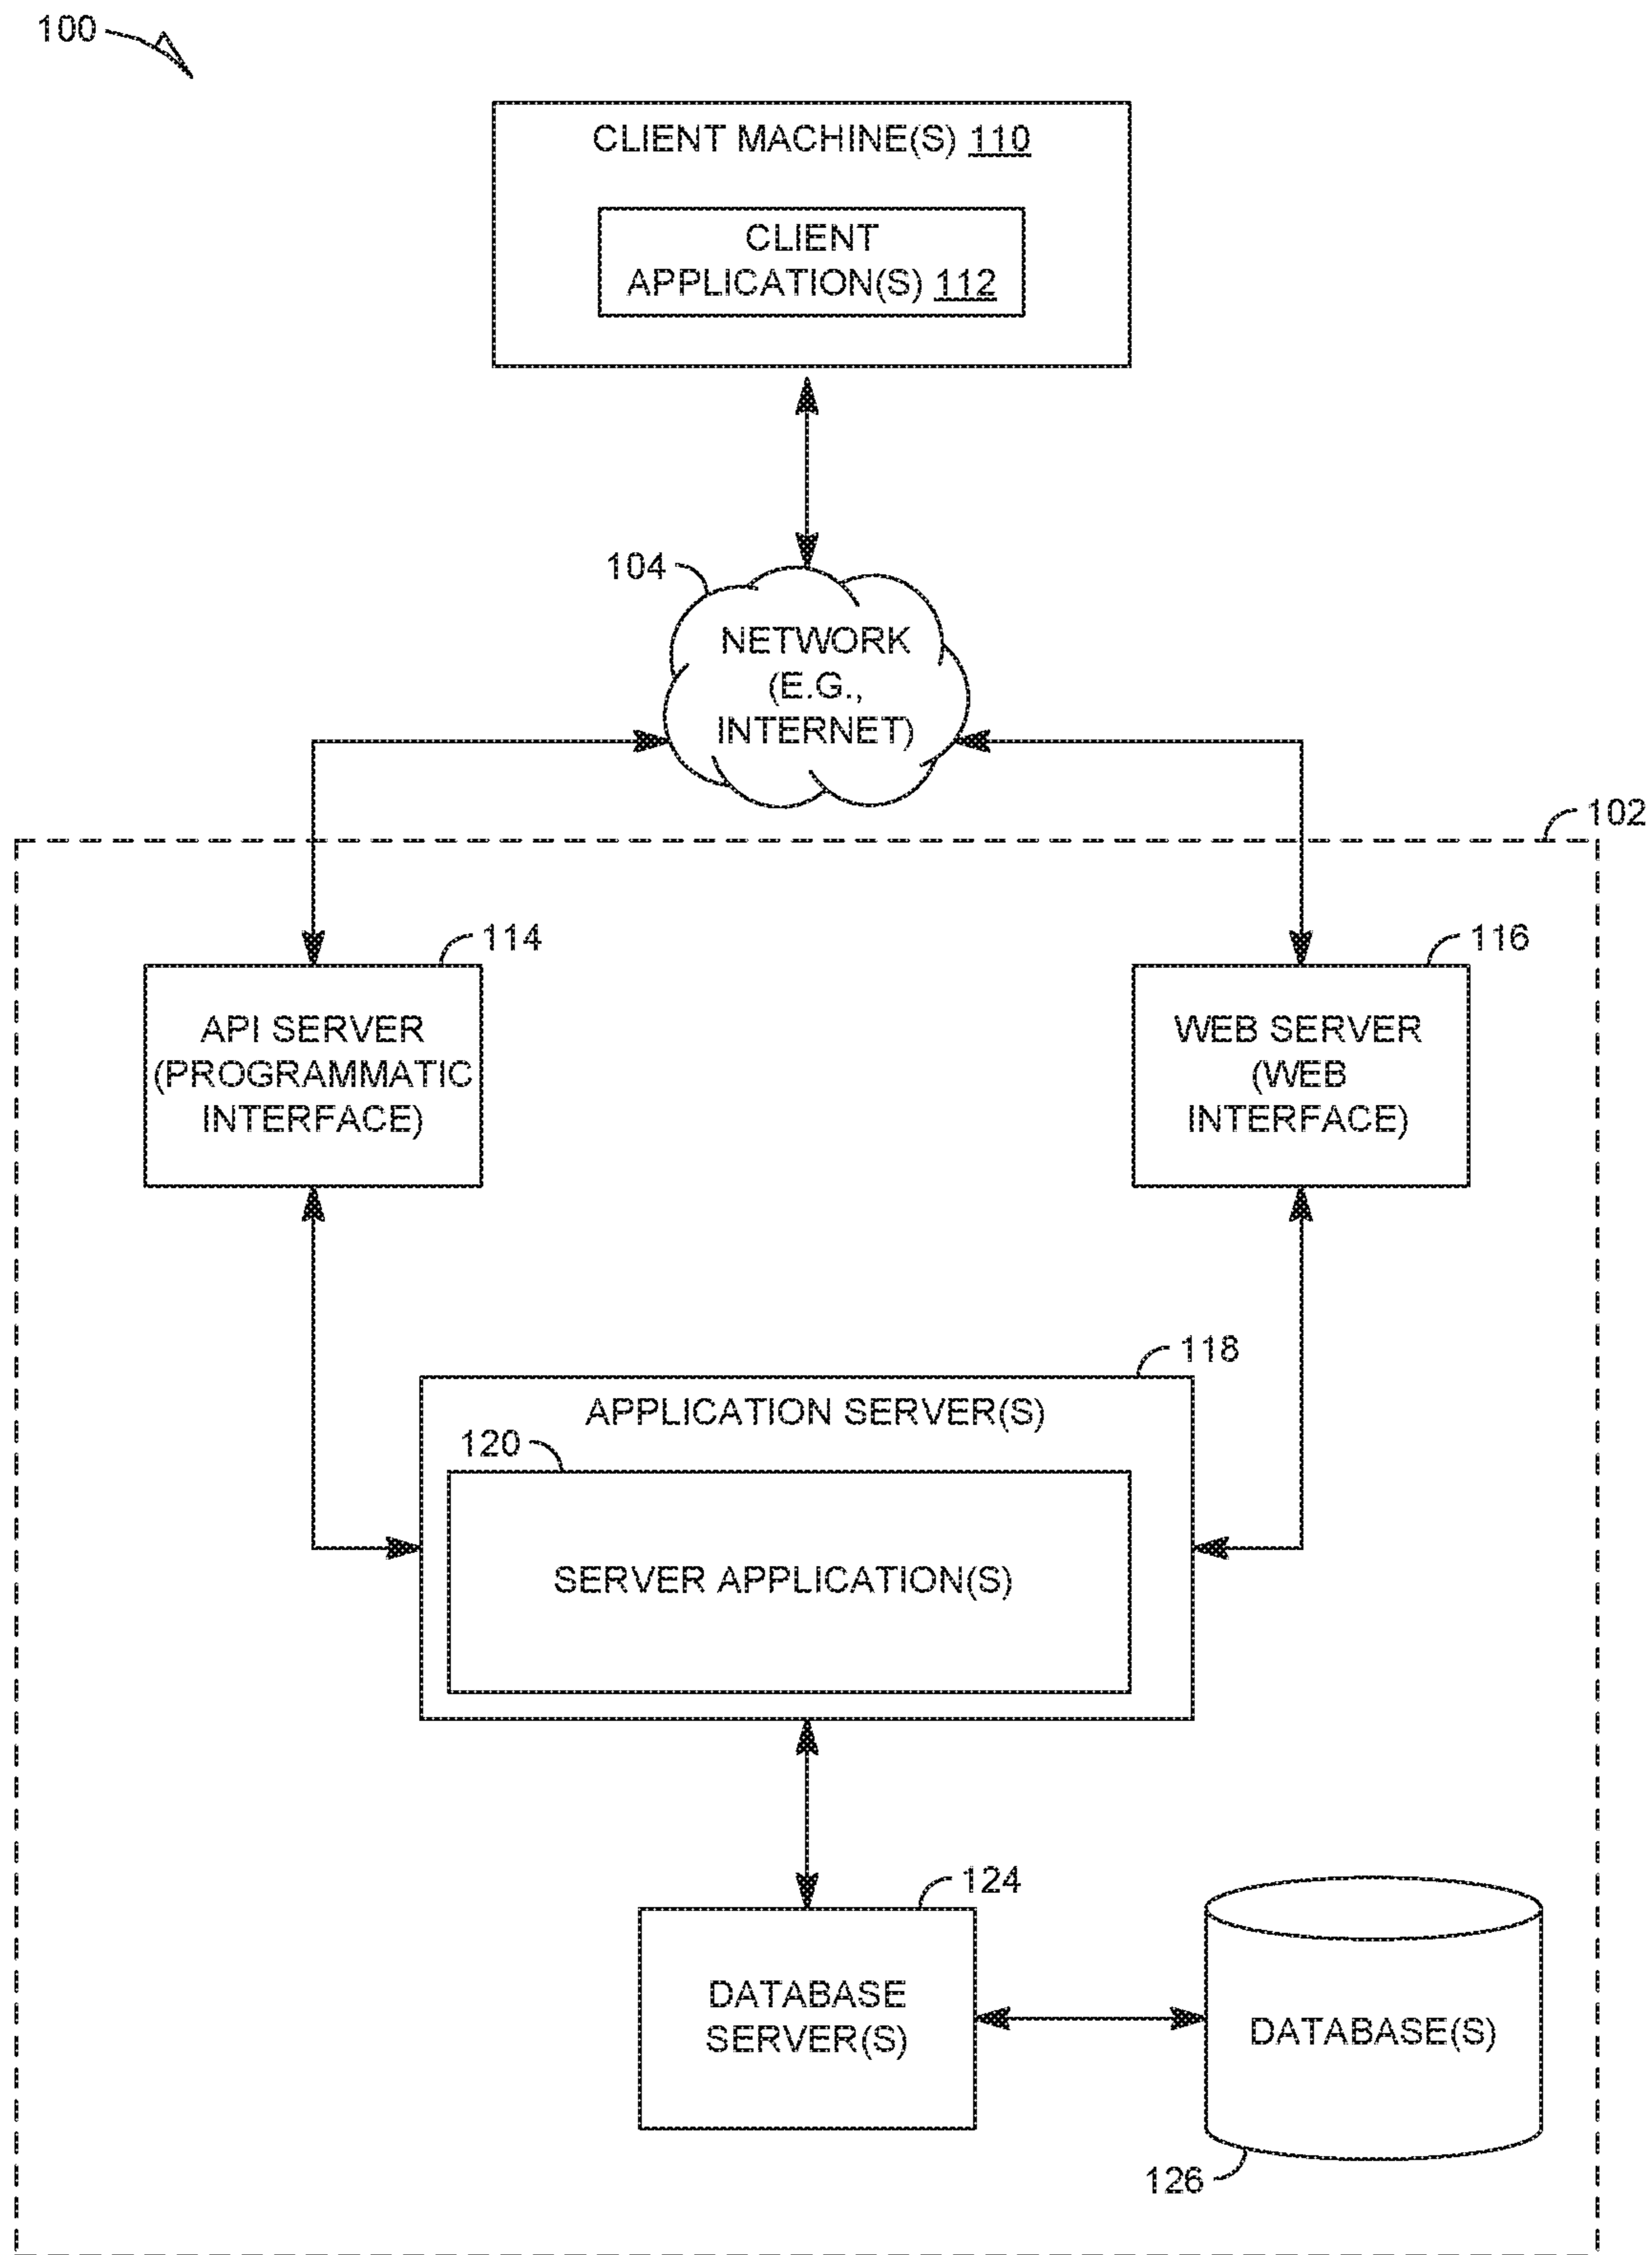 100
CLIENT MACHINE(S) 110
CLIENT
APPLICATION(S) 112
104
NETWORK
(E.G.,
INTERNET)
102
114
API SERVER
(PROGRAMMATIC
INTERFACE)
116
WEB SERVER
(WEB
INTERFACE)
118
APPLICATION SERVER(S)
120
SERVER APPLICATION(S)
124
DATABASE
SERVER(S)
DATABASE(S)
126